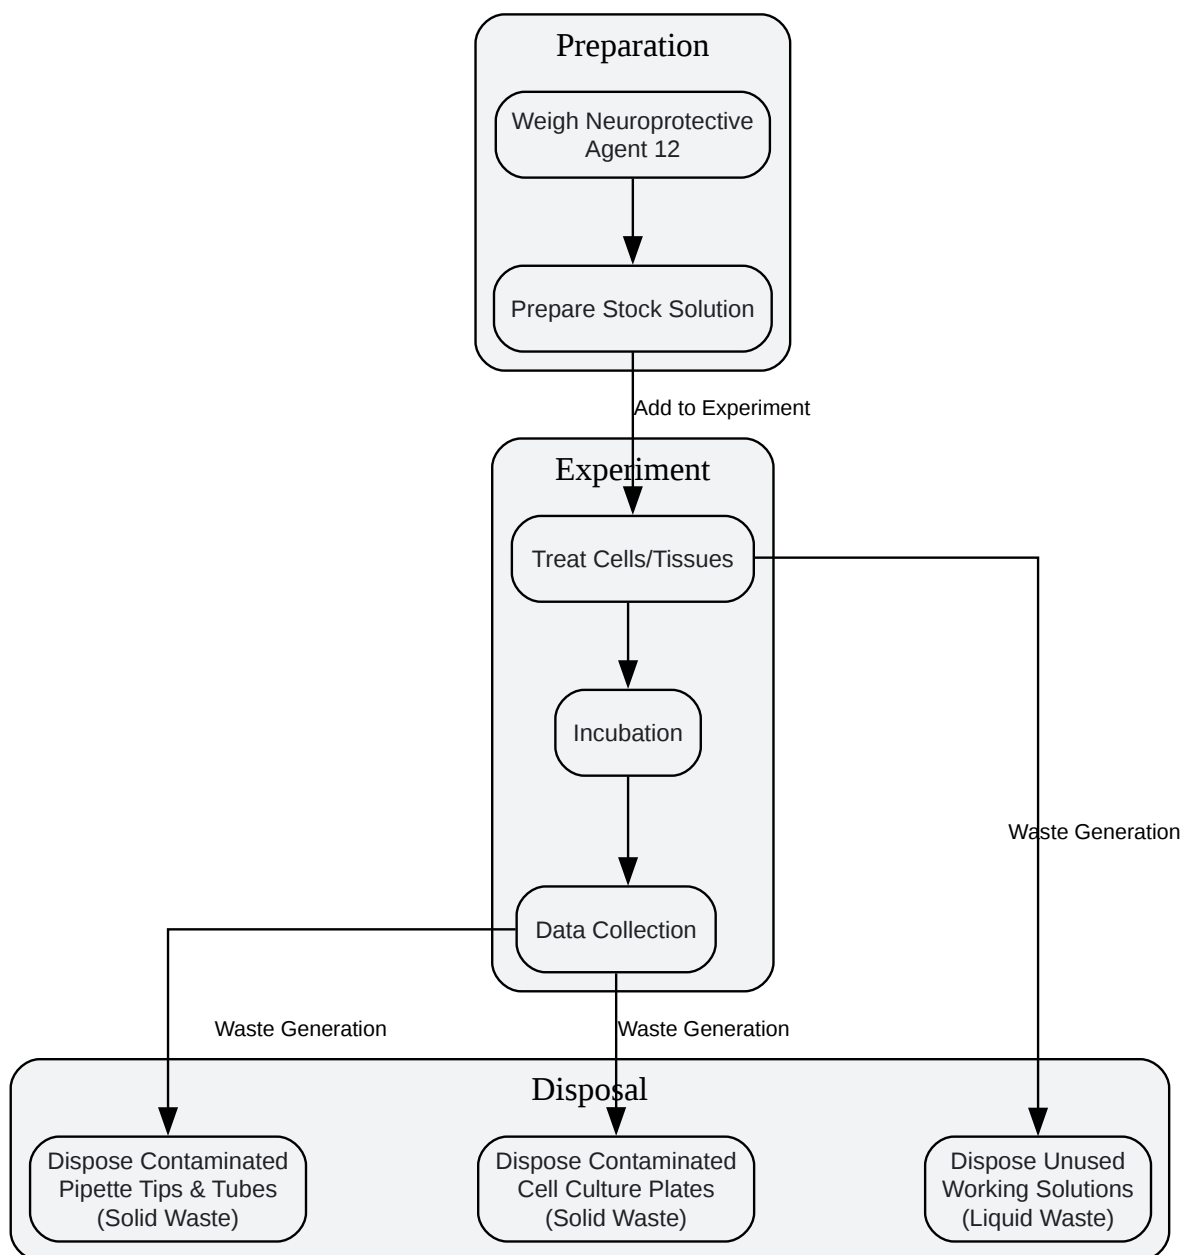 Preparation
Weigh Neuroprotective
Agent 12
Prepare Stock Solution
Add to Experiment
Experiment
Treat Cells/Tissues
Incubation
Waste Generation
Data Collection
Waste Generation
Waste Generation
Disposal
Dispose Contaminated
Pipette Tips & Tubes
(Solid Waste)
Dispose Contaminated
Cell Culture Plates
(Solid Waste)
Dispose Unused
Working Solutions
(Liquid Waste)